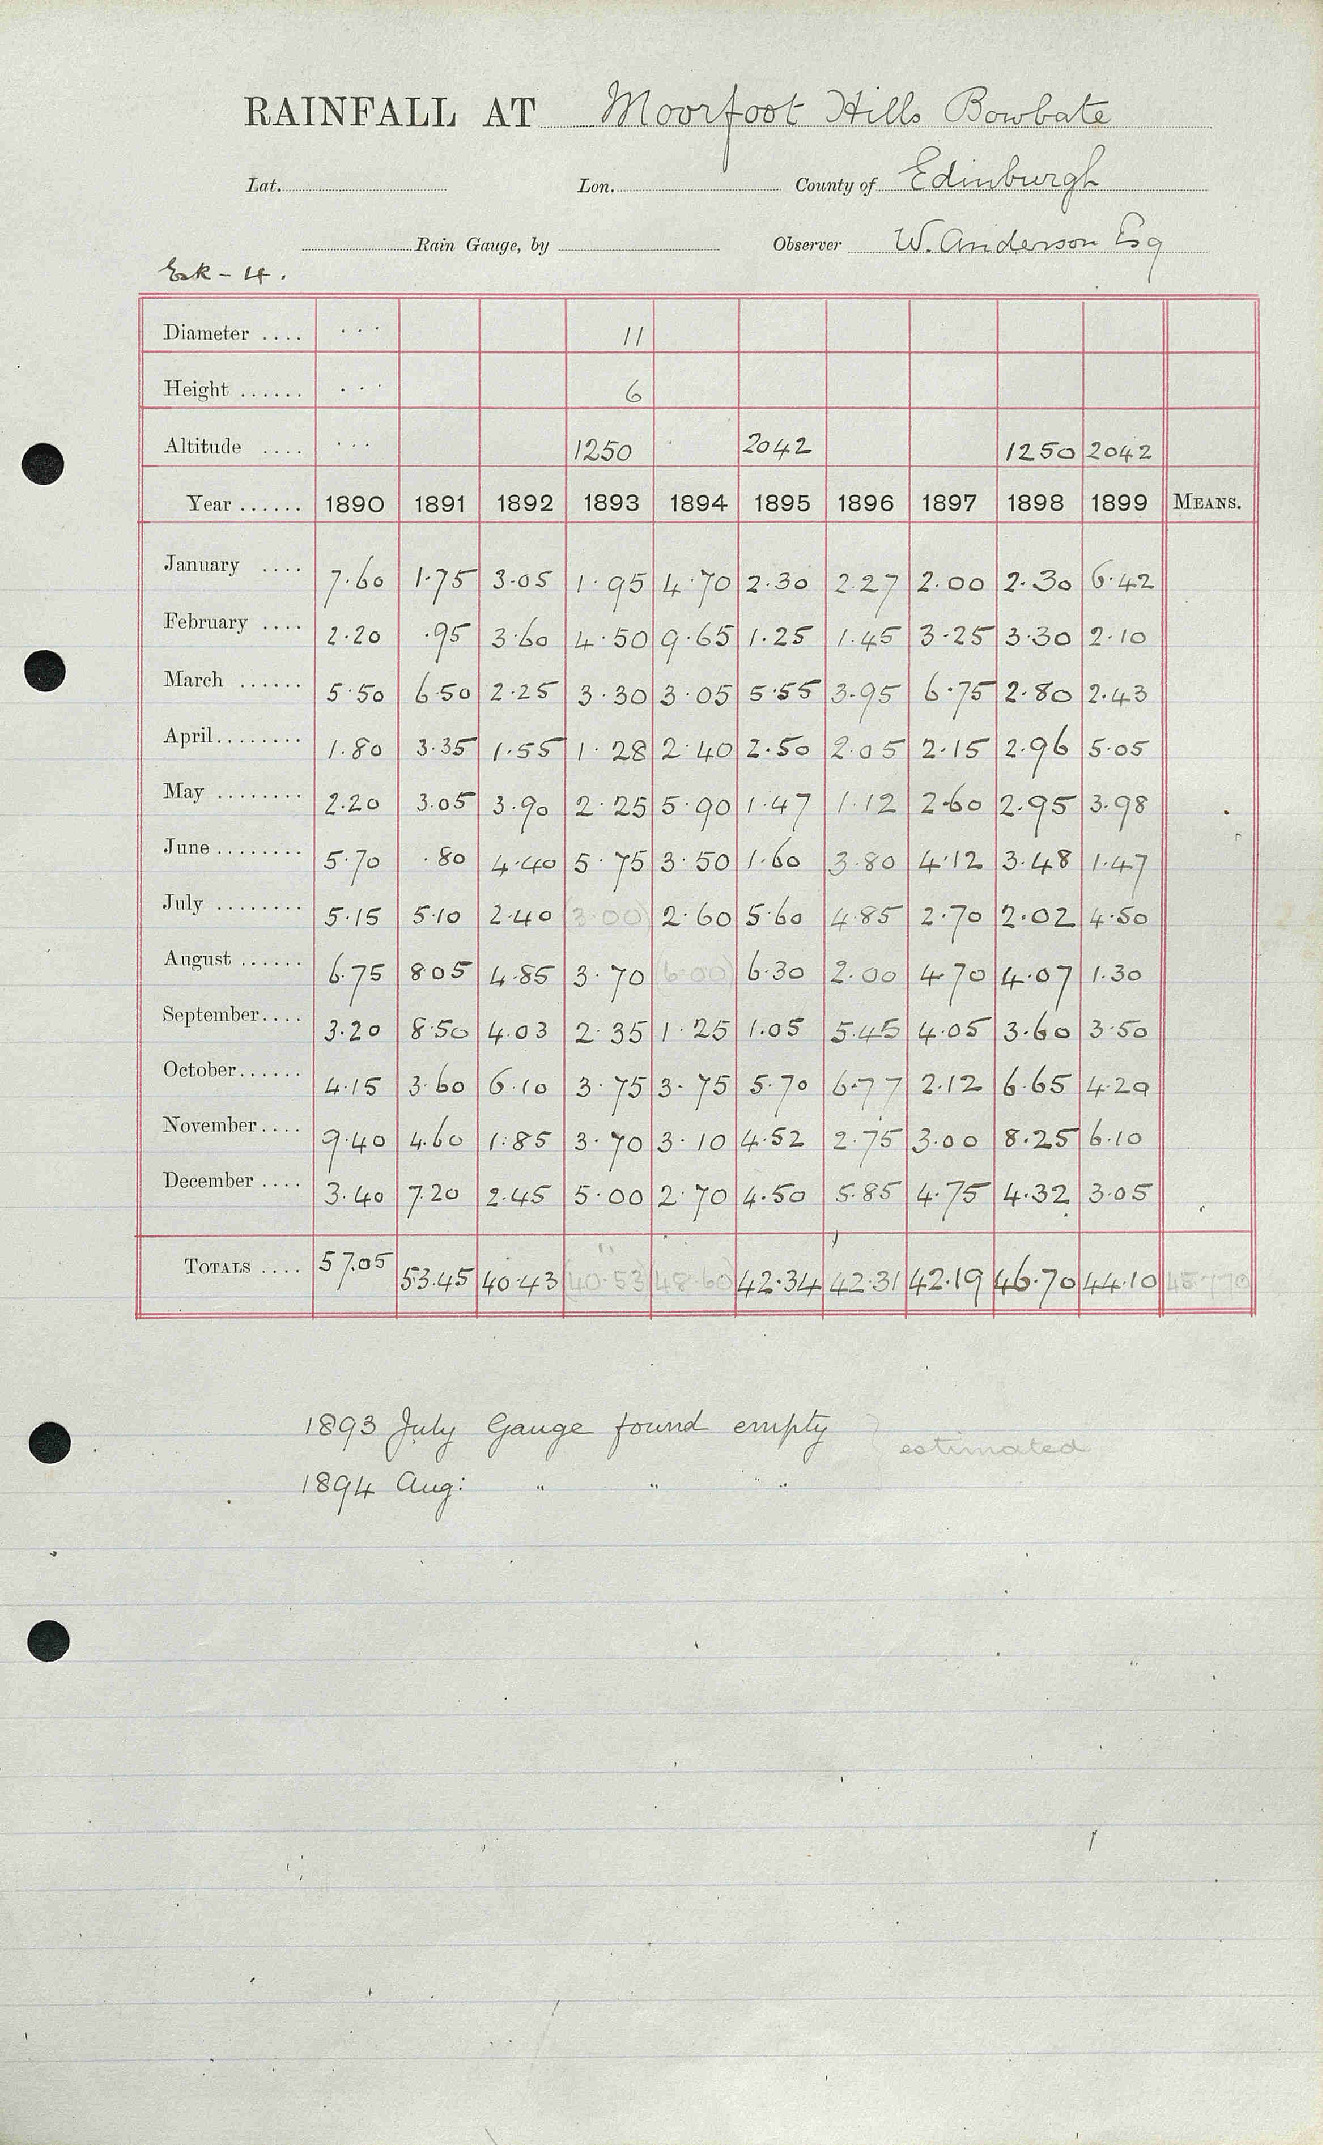 RAINFALL AT Moorfoot Hills Bowbate
Lat. Lon. County of Edinburgh
Rain Gauge, by Observer W. Anderson Esq
Esk - 4.
Diameter .... ... 11
Height ...... ... 6
Altitude .... ... 1250 2042 1250 2042
Year ...... 1890 1891 1892 1893 1894 1895 1896 1897 1898 1899 MEANS.
January .... 7.60 1.75 3.05 1.95 4.70 2.30 2.27 2.00 2.30 6.42
February .... 2.20 .95 3.60 4.50 9.65 1.25 1.45 3.25 3.30 2.10
March ...... 5.50 6.50 2.25 3.30 3.05 5.55 3.95 6.75 2.80 2.43
April........ 1.80 3.35 1.55 1.28 2.40 2.50 2.05 2.15 2.96 5.05
May ........ 2.20 3.05 3.90 2.25 5.90 1.47 1.12 2.60 2.95 3.98
June ........ 5.70 .80 4.40 5.75 3.50 1.60 3.80 4.12 3.48 1.47
July ........ 5.15 5.10 2.40 (3.00) 2.60 5.60 4.85 2.70 2.02 4.50
August ...... 6.75 8.05 4.85 3.70 (6.00) 6.30 2.00 4.70 4.07 1.30
September.... 3.20 8.50 4.03 2.35 1.25 1.05 5.45 4.05 3.60 3.50
October...... 4.15 3.60 6.10 3.75 3.75 5.70 6.77 2.12 6.65 4.20
November.... 9.40 4.60 1.85 3.70 3.10 4.52 2.75 3.00 8.25 6.10
December .... 3.40 7.20 2.45 5.00 2.70 4.50 5.85 4.75 4.32 3.05
TOTALS .... 57.05 53.45 40.43 (40.53) (48.60) 42.34 42.31 42.19 46.70 44.10
1893 July Gauge found empty } estimated
1894 Aug: " " "